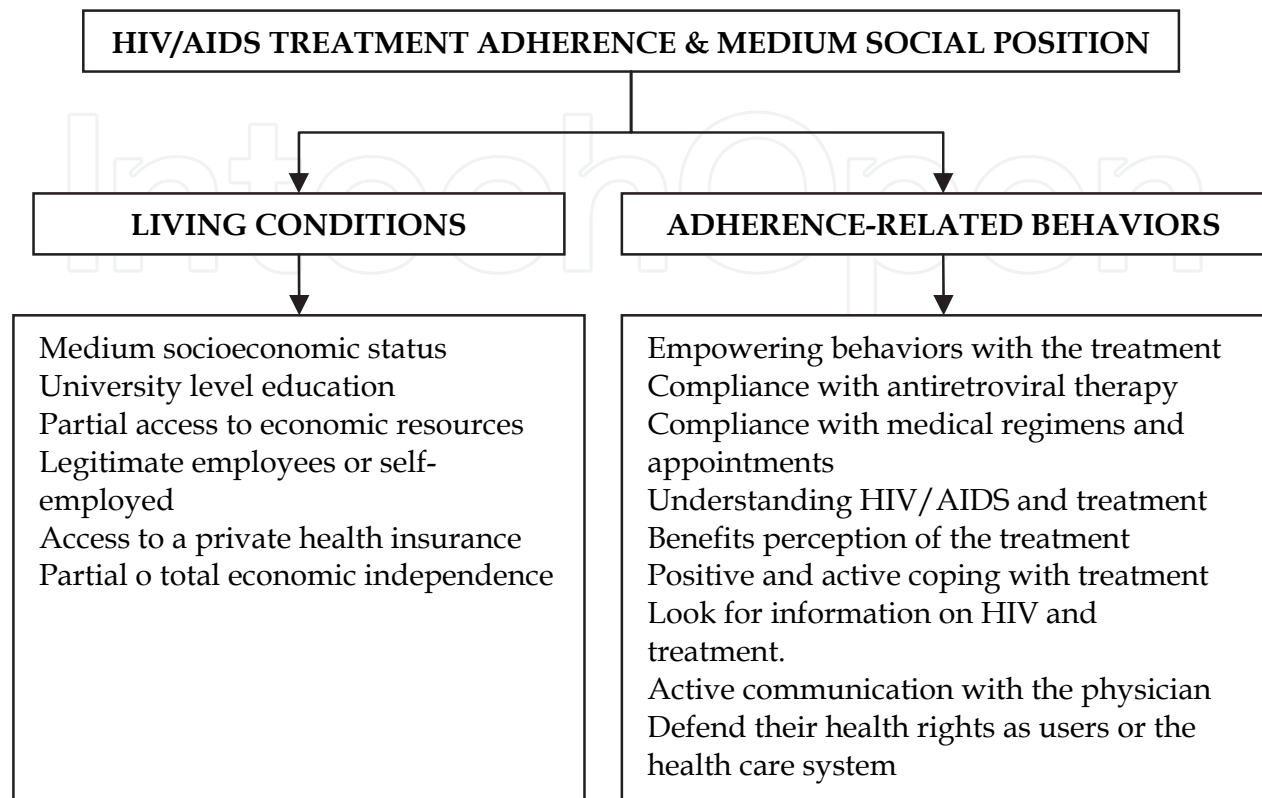 HIV/AIDS TREATMENT ADHERENCE & MEDIUM SOCIAL POSITION
IntechOpen
LIVING CONDITIONS
ADHERENCE-RELATED BEHAVIORS
Medium socioeconomic status
University level education
Partial access to economic resources
Legitimate employees or self-
employed
Access to a private health insurance
Partial o total economic independence
Empowering behaviors with the treatment
Compliance with antiretroviral therapy
Compliance with medical regimens and
appointments
Understanding HIV/AIDS and treatment
Benefits perception of the treatment
Positive and active coping with treatment
Look for information on HIV and
treatment.
Active communication with the physician
Defend their health rights as users or the
health care system